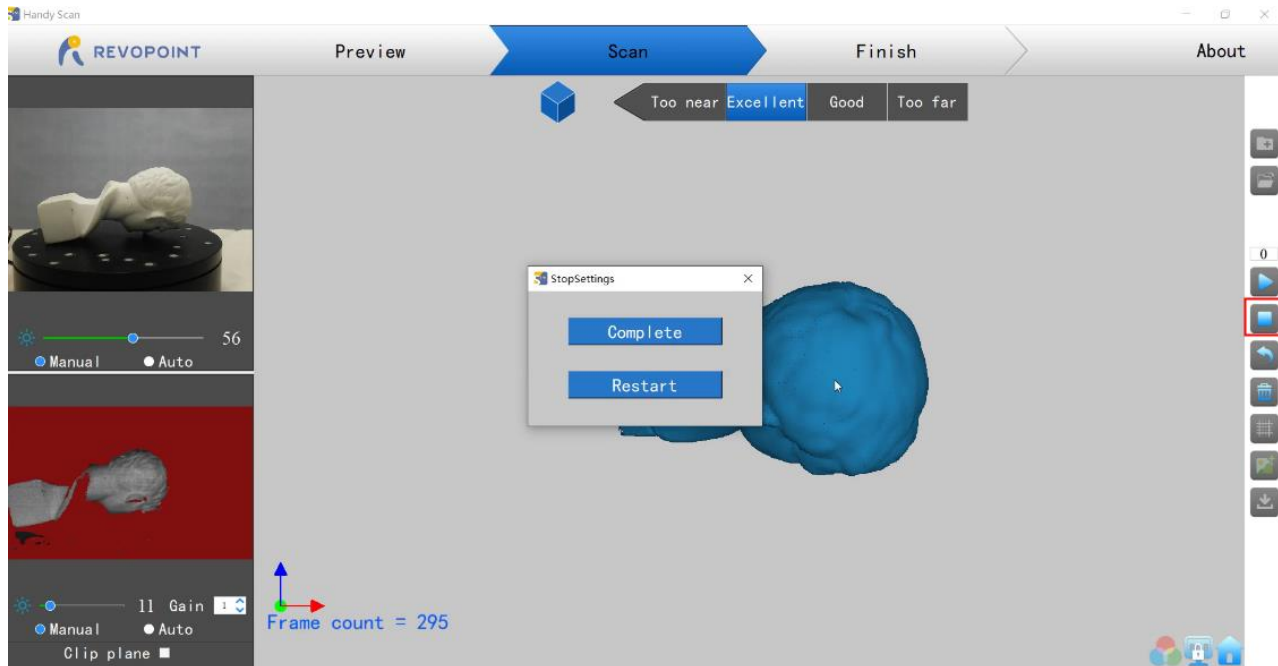 Handy Scan
REVOPOINT
Preview
Scan
Finish
About
Too near
Excellent
Good
Too far
56
Manual
Auto
11
Gain
1
Manual
Auto
Clip plane
StopSettings
Complete
Restart
Frame count = 295
0